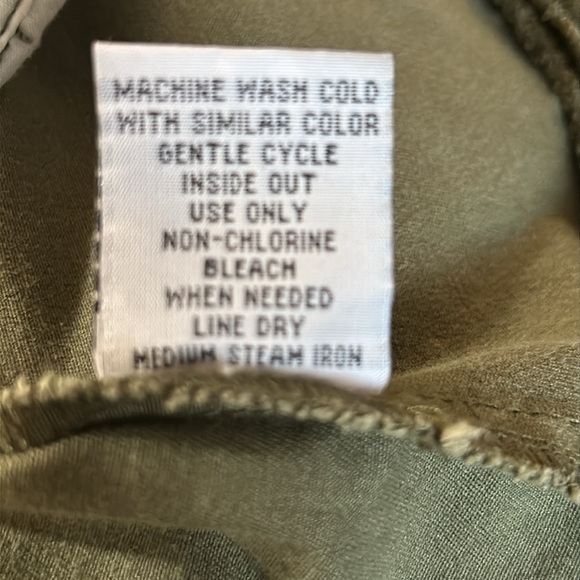 MACHINE WASH COLD
WITH SIMILAR COLOR
GENTLE CYCLE
INSIDE OUT
USE ONLY
NON-CHLORINE
BLEACH
WHEN NEEDED
LINE DRY
MEDIUM STEAM IRON